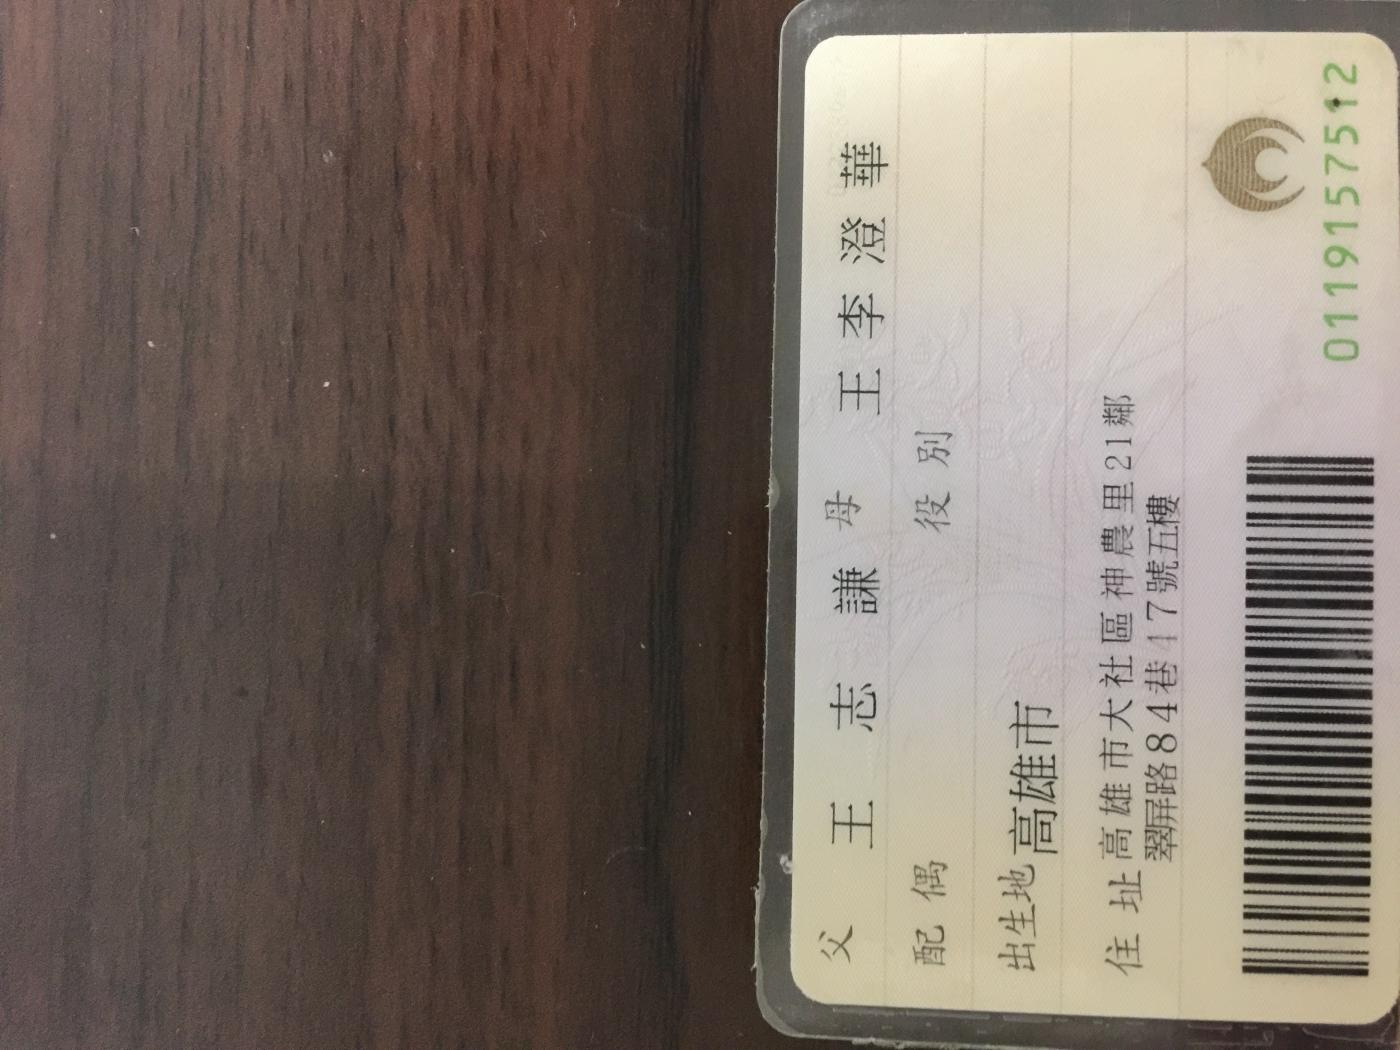 父 王志謙 母 王李澄華
配偶 役別
出生地 高雄市
住址 高雄市大社區神農里21鄰
翠屏路84巷47號五樓
0119157512